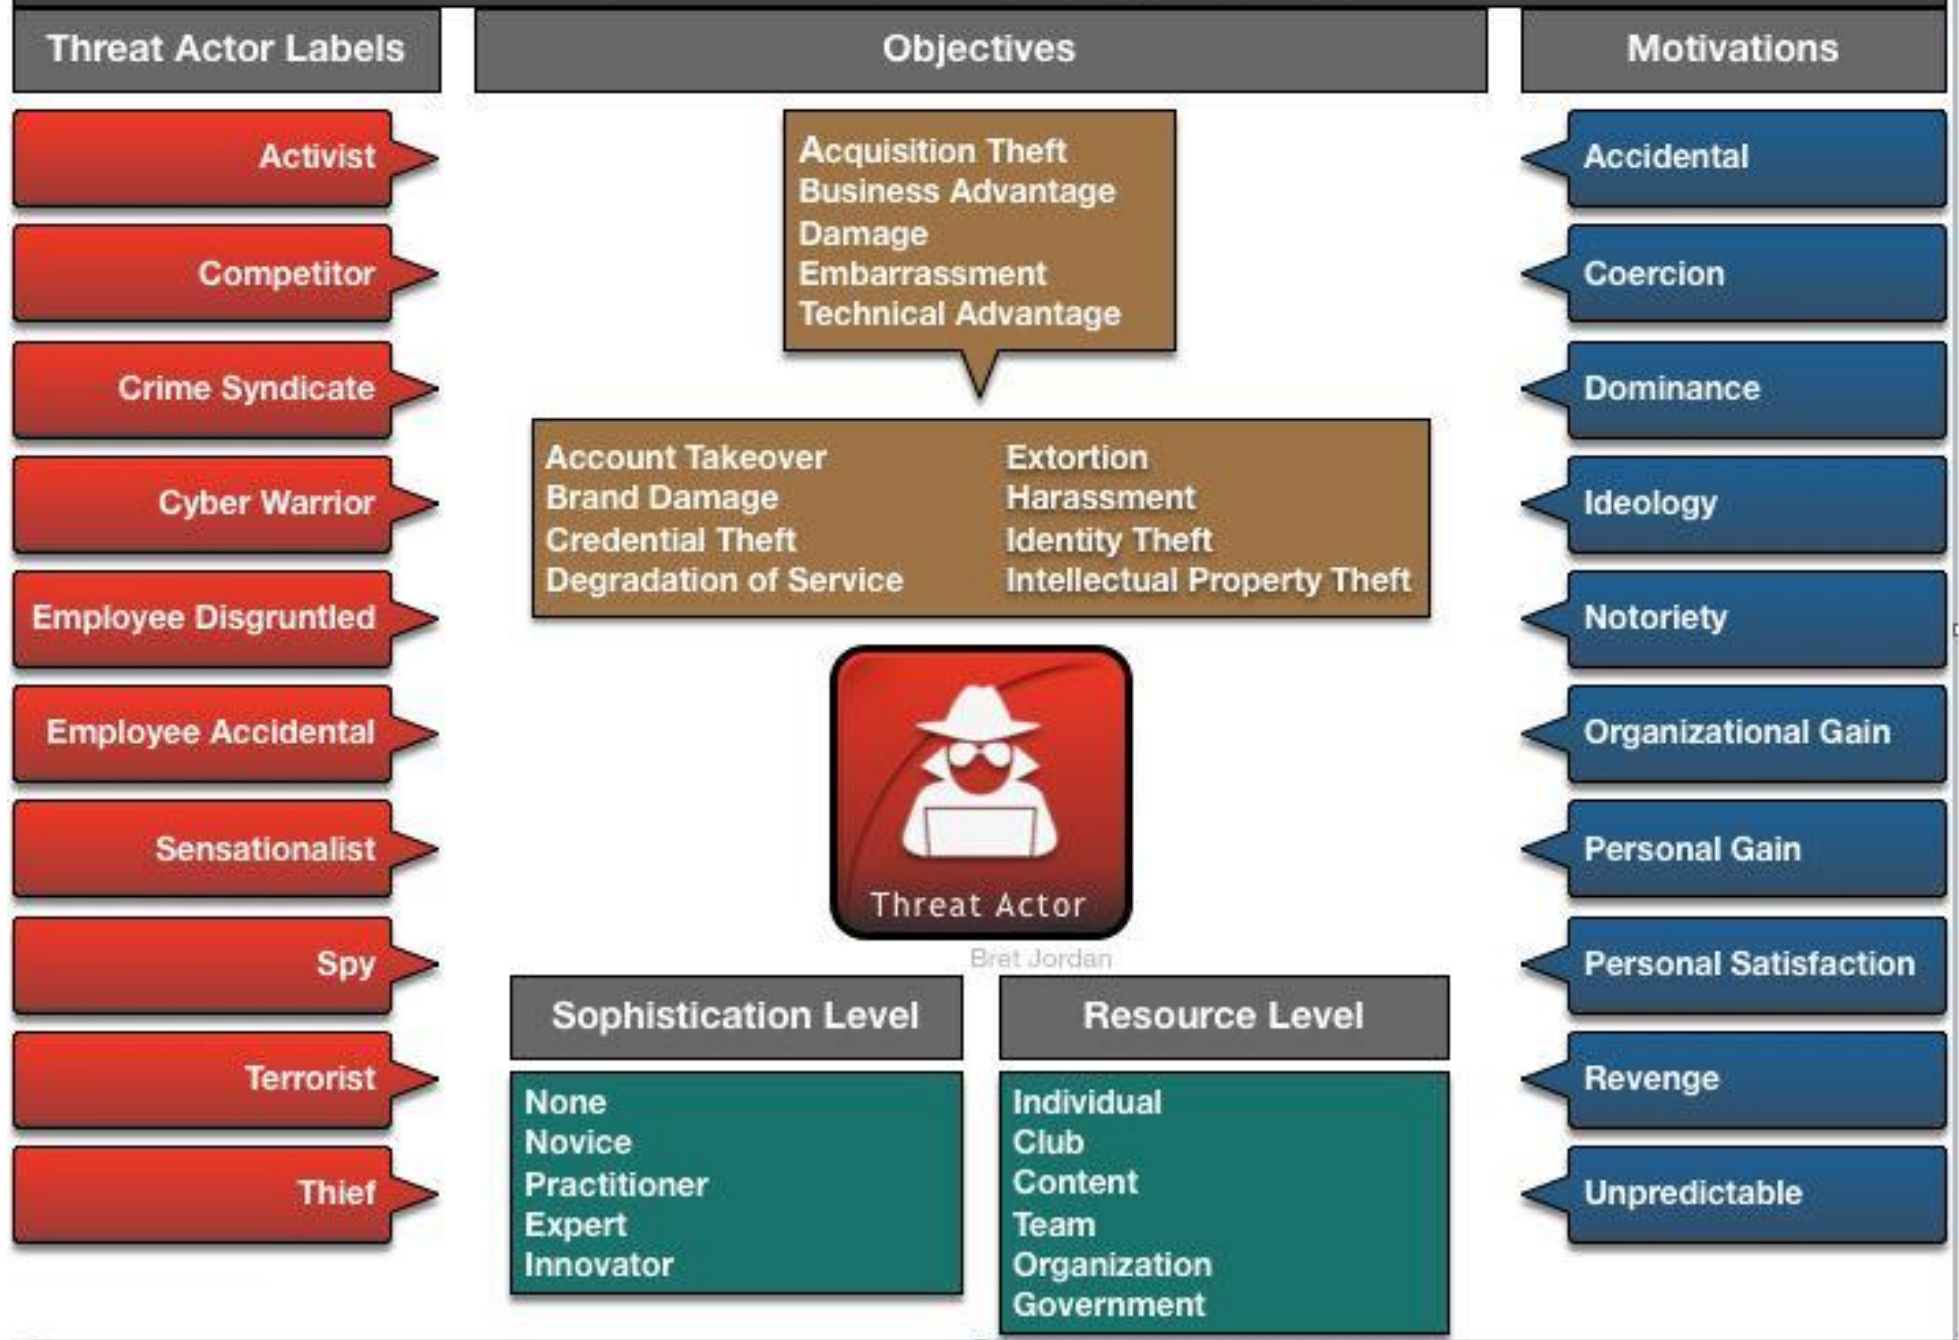 Threat Actor Labels
Objectives
Motivations
Activist
Competitor
Crime Syndicate
Cyber Warrior
Employee Disgruntled
Employee Accidental
Sensationalist
Spy
Terrorist
Thief
Acquisition Theft
Business Advantage
Damage
Embarrassment
Technical Advantage
Account Takeover
Brand Damage
Credential Theft
Degradation of Service
Extortion
Harassment
Identity Theft
Intellectual Property Theft
Threat Actor
Bret Jordan
Sophistication Level
None
Novice
Practitioner
Expert
Innovator
Resource Level
Individual
Club
Content
Team
Organization
Government
Accidental
Coercion
Dominance
Ideology
Notoriety
Organizational Gain
Personal Gain
Personal Satisfaction
Revenge
Unpredictable